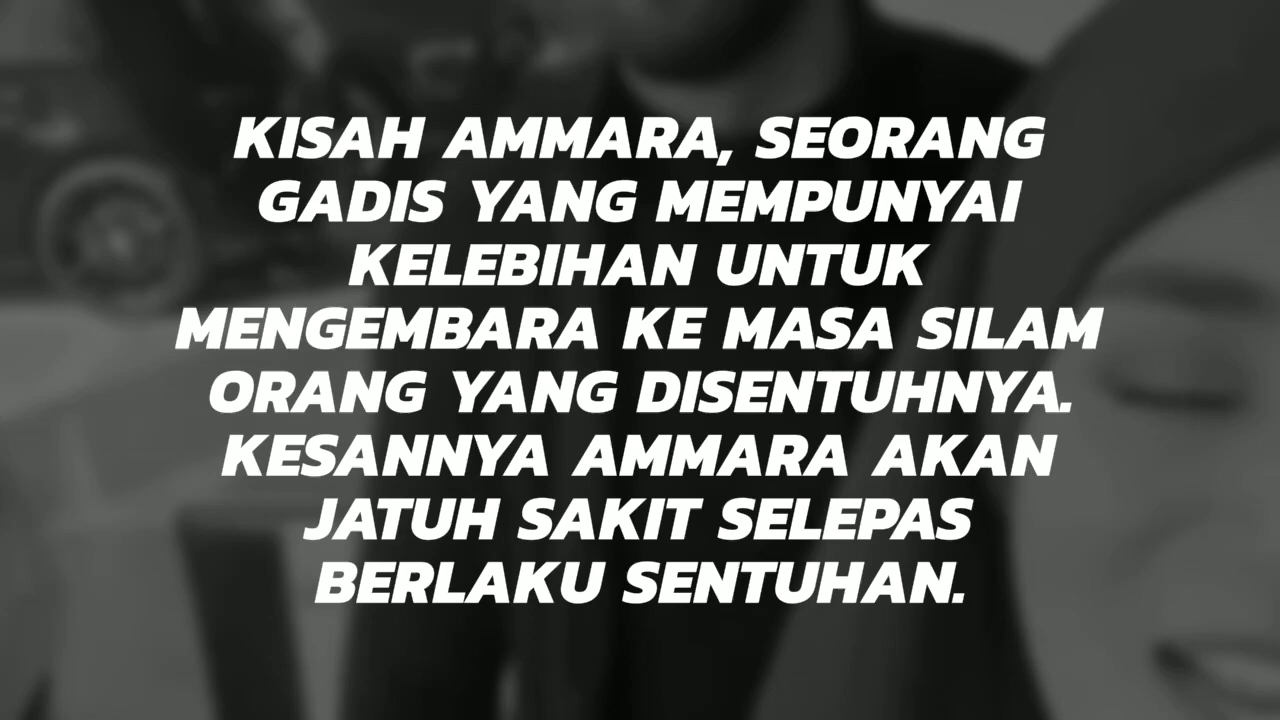 KISAH AMMARA, SEORANG
GADIS YANG MEMPUNYAI
KELEBIHAN UNTUK
MENGEMBARA KE MASA SILAM
ORANG YANG DISENTUHNYA.
KESANNYA AMMARA AKAN
JATUH SAKIT SELEPAS
BERLAKU SENTUHAN.